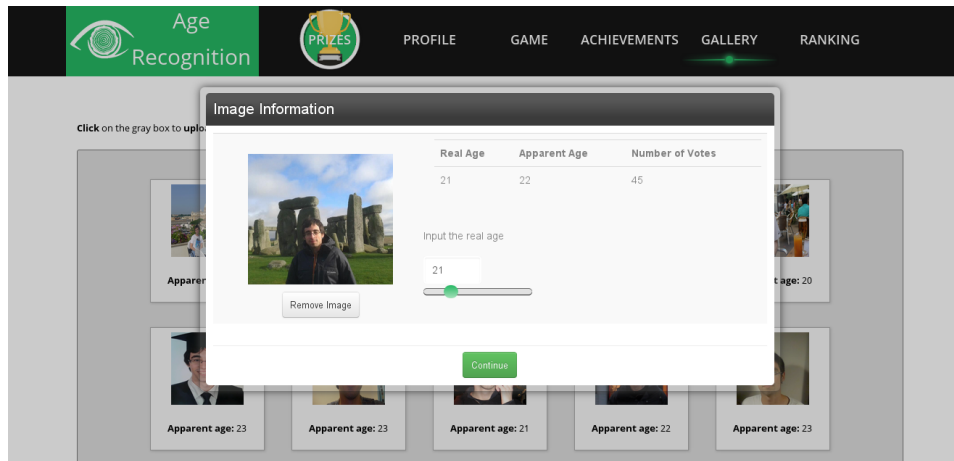 Age
Recognition
PRIZES
PROFILE
GAME
ACHIEVEMENTS
GALLERY
RANKING
Image Information
Click on the gray box to uplo
Real Age Apparent Age Number of Votes
21 22 45
Input the real age
21
Remove Image
Apparen
t age: 20
Continue
Apparent age: 23
Apparent age: 23
Apparent age: 21
Apparent age: 22
Apparent age: 23